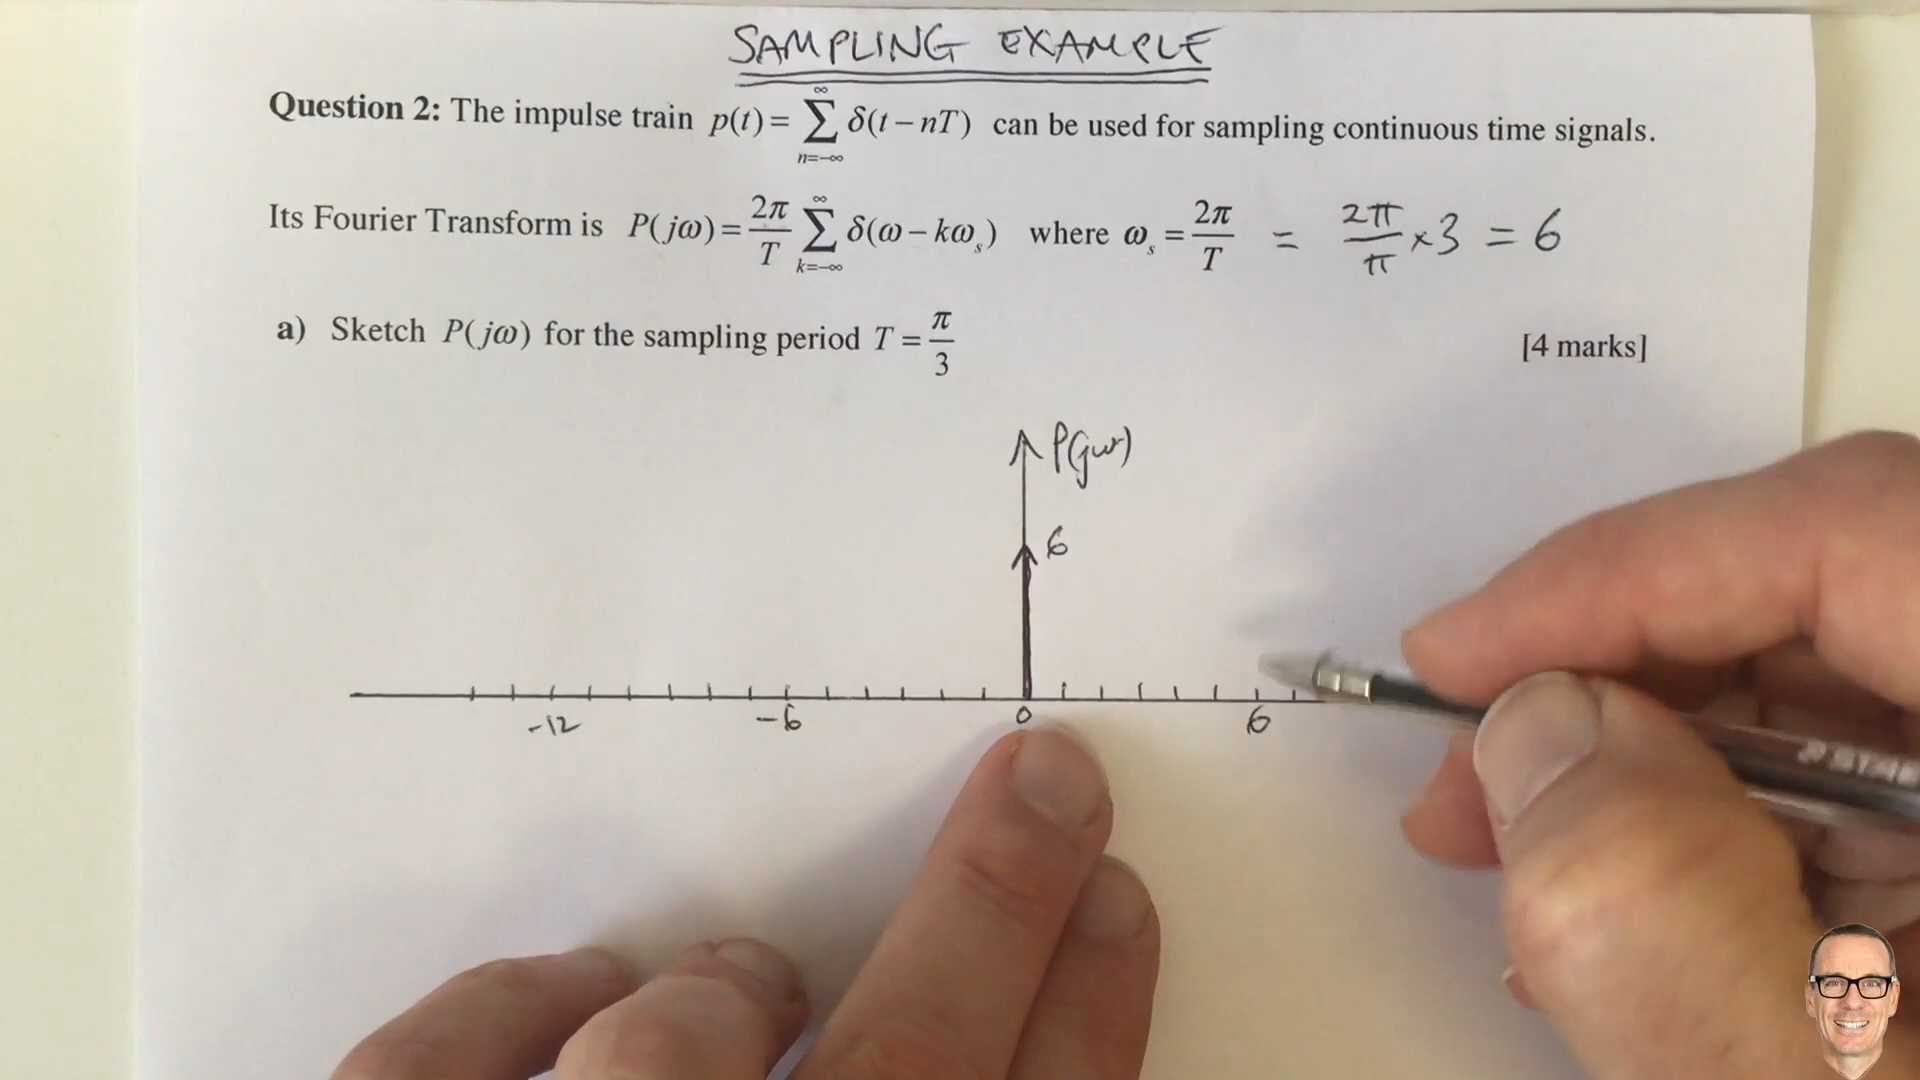 SAMPLING EXAMPLE
Question 2: The impulse train p(t) = ∑_{n=-∞}^{∞} δ(t − nT) can be used for sampling continuous time signals.
Its Fourier Transform is P(jω) = 2π/T ∑_{k=-∞}^{∞} δ(ω − kω_s) where ω_s = 2π/T = 2π/π × 3 = 6
a) Sketch P(jω) for the sampling period T = π/3 [4 marks]
P(jω)
6
-12 -6 0 6